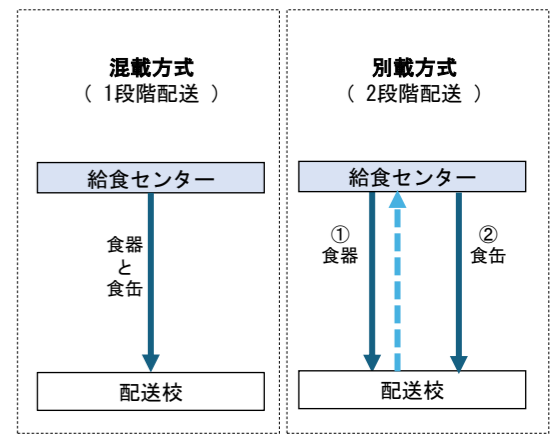 混載方式
（ 1段階配送 ）
給食センター
食器
と
食缶
配送校
別載方式
（ 2段階配送 ）
給食センター
①
食器
②
食缶
配送校